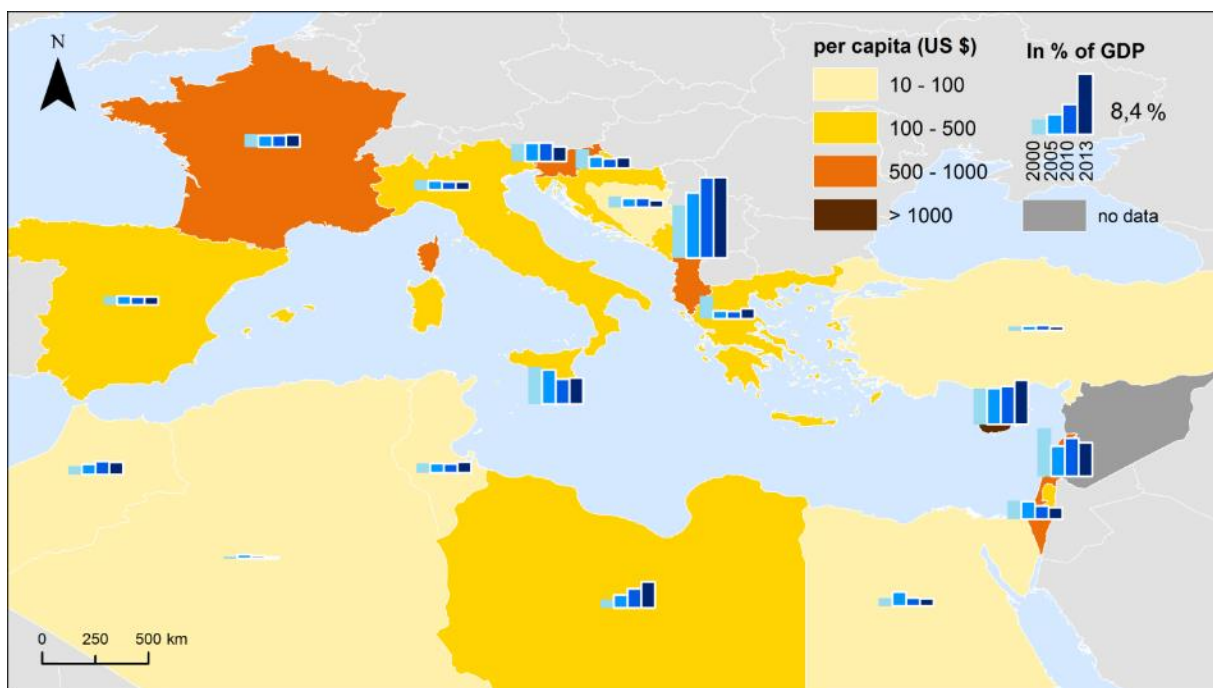 N
per capita (US $)
10 - 100
100 - 500
500 - 1000
> 1000
In % of GDP
8,4 %
2000
2005
2010
2013
no data
0 250 500 km